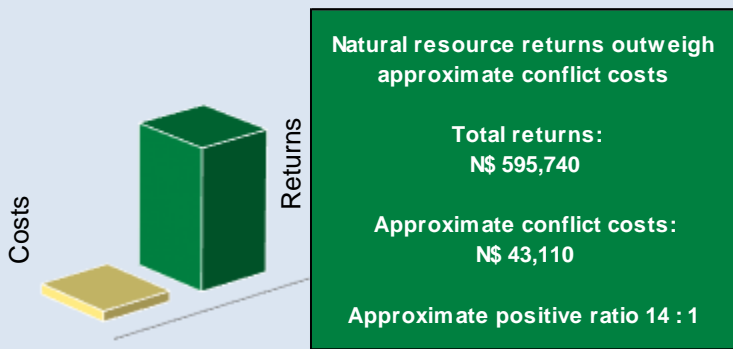 Costs
Returns
Natural resource returns outweigh
approximate conflict costs
Total returns:
N$ 595,740
Approximate conflict costs:
N$ 43,110
Approximate positive ratio 14 : 1